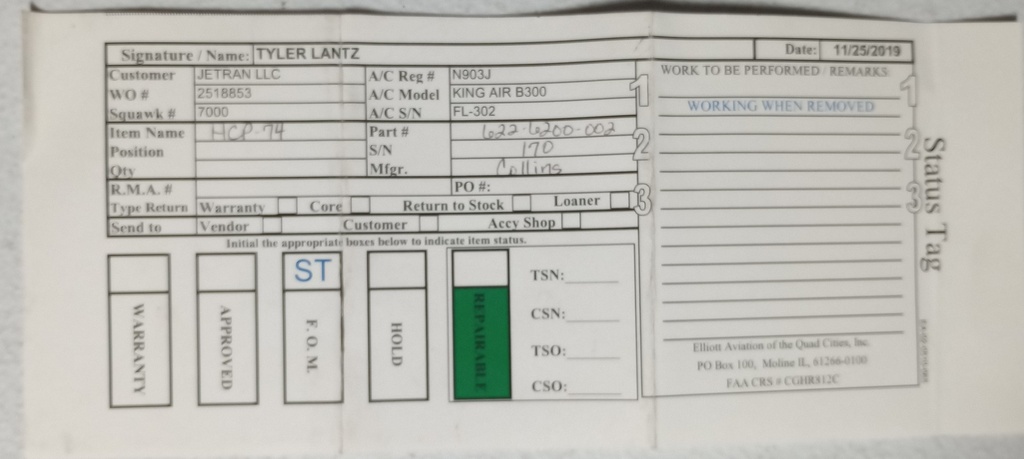 Signature / Name: TYLER LANTZ Date: 11/25/2019
Customer JETRAN LLC A/C Reg # N903J
WO # 2518853 A/C Model KING AIR B300
Squawk # 7000 A/C S/N FL-302
Item Name HCP-74 Part # 622-6200-002
Position S/N 170
Qty Mfgr. Collins
R.M.A. # PO #:
Type Return Warranty Core Return to Stock Loaner
Send to Vendor Customer Accy Shop
Initial the appropriate boxes below to indicate item status.
ST
WARRANTY
APPROVED
F. O. M.
HOLD
REPAIRABLE
TSN:
CSN:
TSO:
CSO:
WORK TO BE PERFORMED / REMARKS
WORKING WHEN REMOVED
1
2
3
1
2
3
Elliott Aviation of the Quad Cities, Inc.
PO Box 100, Moline IL, 61266-0100
FAA CRS # CGHR812C
Status Tag